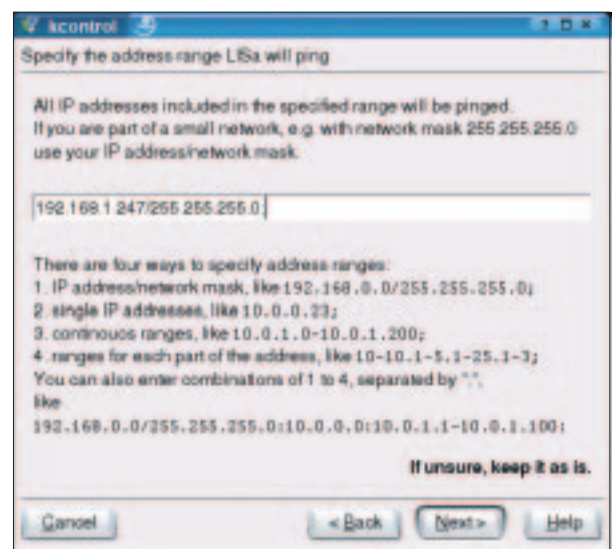 kcontrol
Specify the address range LISa will ping
All IP addresses included in the specified range will be pinged.
If you are part of a small network, e.g. with network mask 255.255.255.0
use your IP address/network mask.
192.168.1.247/255.255.255.0;
There are four ways to specify address ranges:
1. IP address/network mask, like 192.168.0.0/255.255.255.0;
2. single IP addresses, like 10.0.0.23;
3. continouos ranges, like 10.0.1.0-10.0.1.200;
4. ranges for each part of the address, like 10-10.1-5.1-25.1-3;
You can also enter combinations of 1 to 4, separated by ";",
like
192.168.0.0/255.255.255.0;10.0.0.0;10.0.1.1-10.0.1.100;
If unsure, keep it as is.
Cancel
< Back
Next >
Help